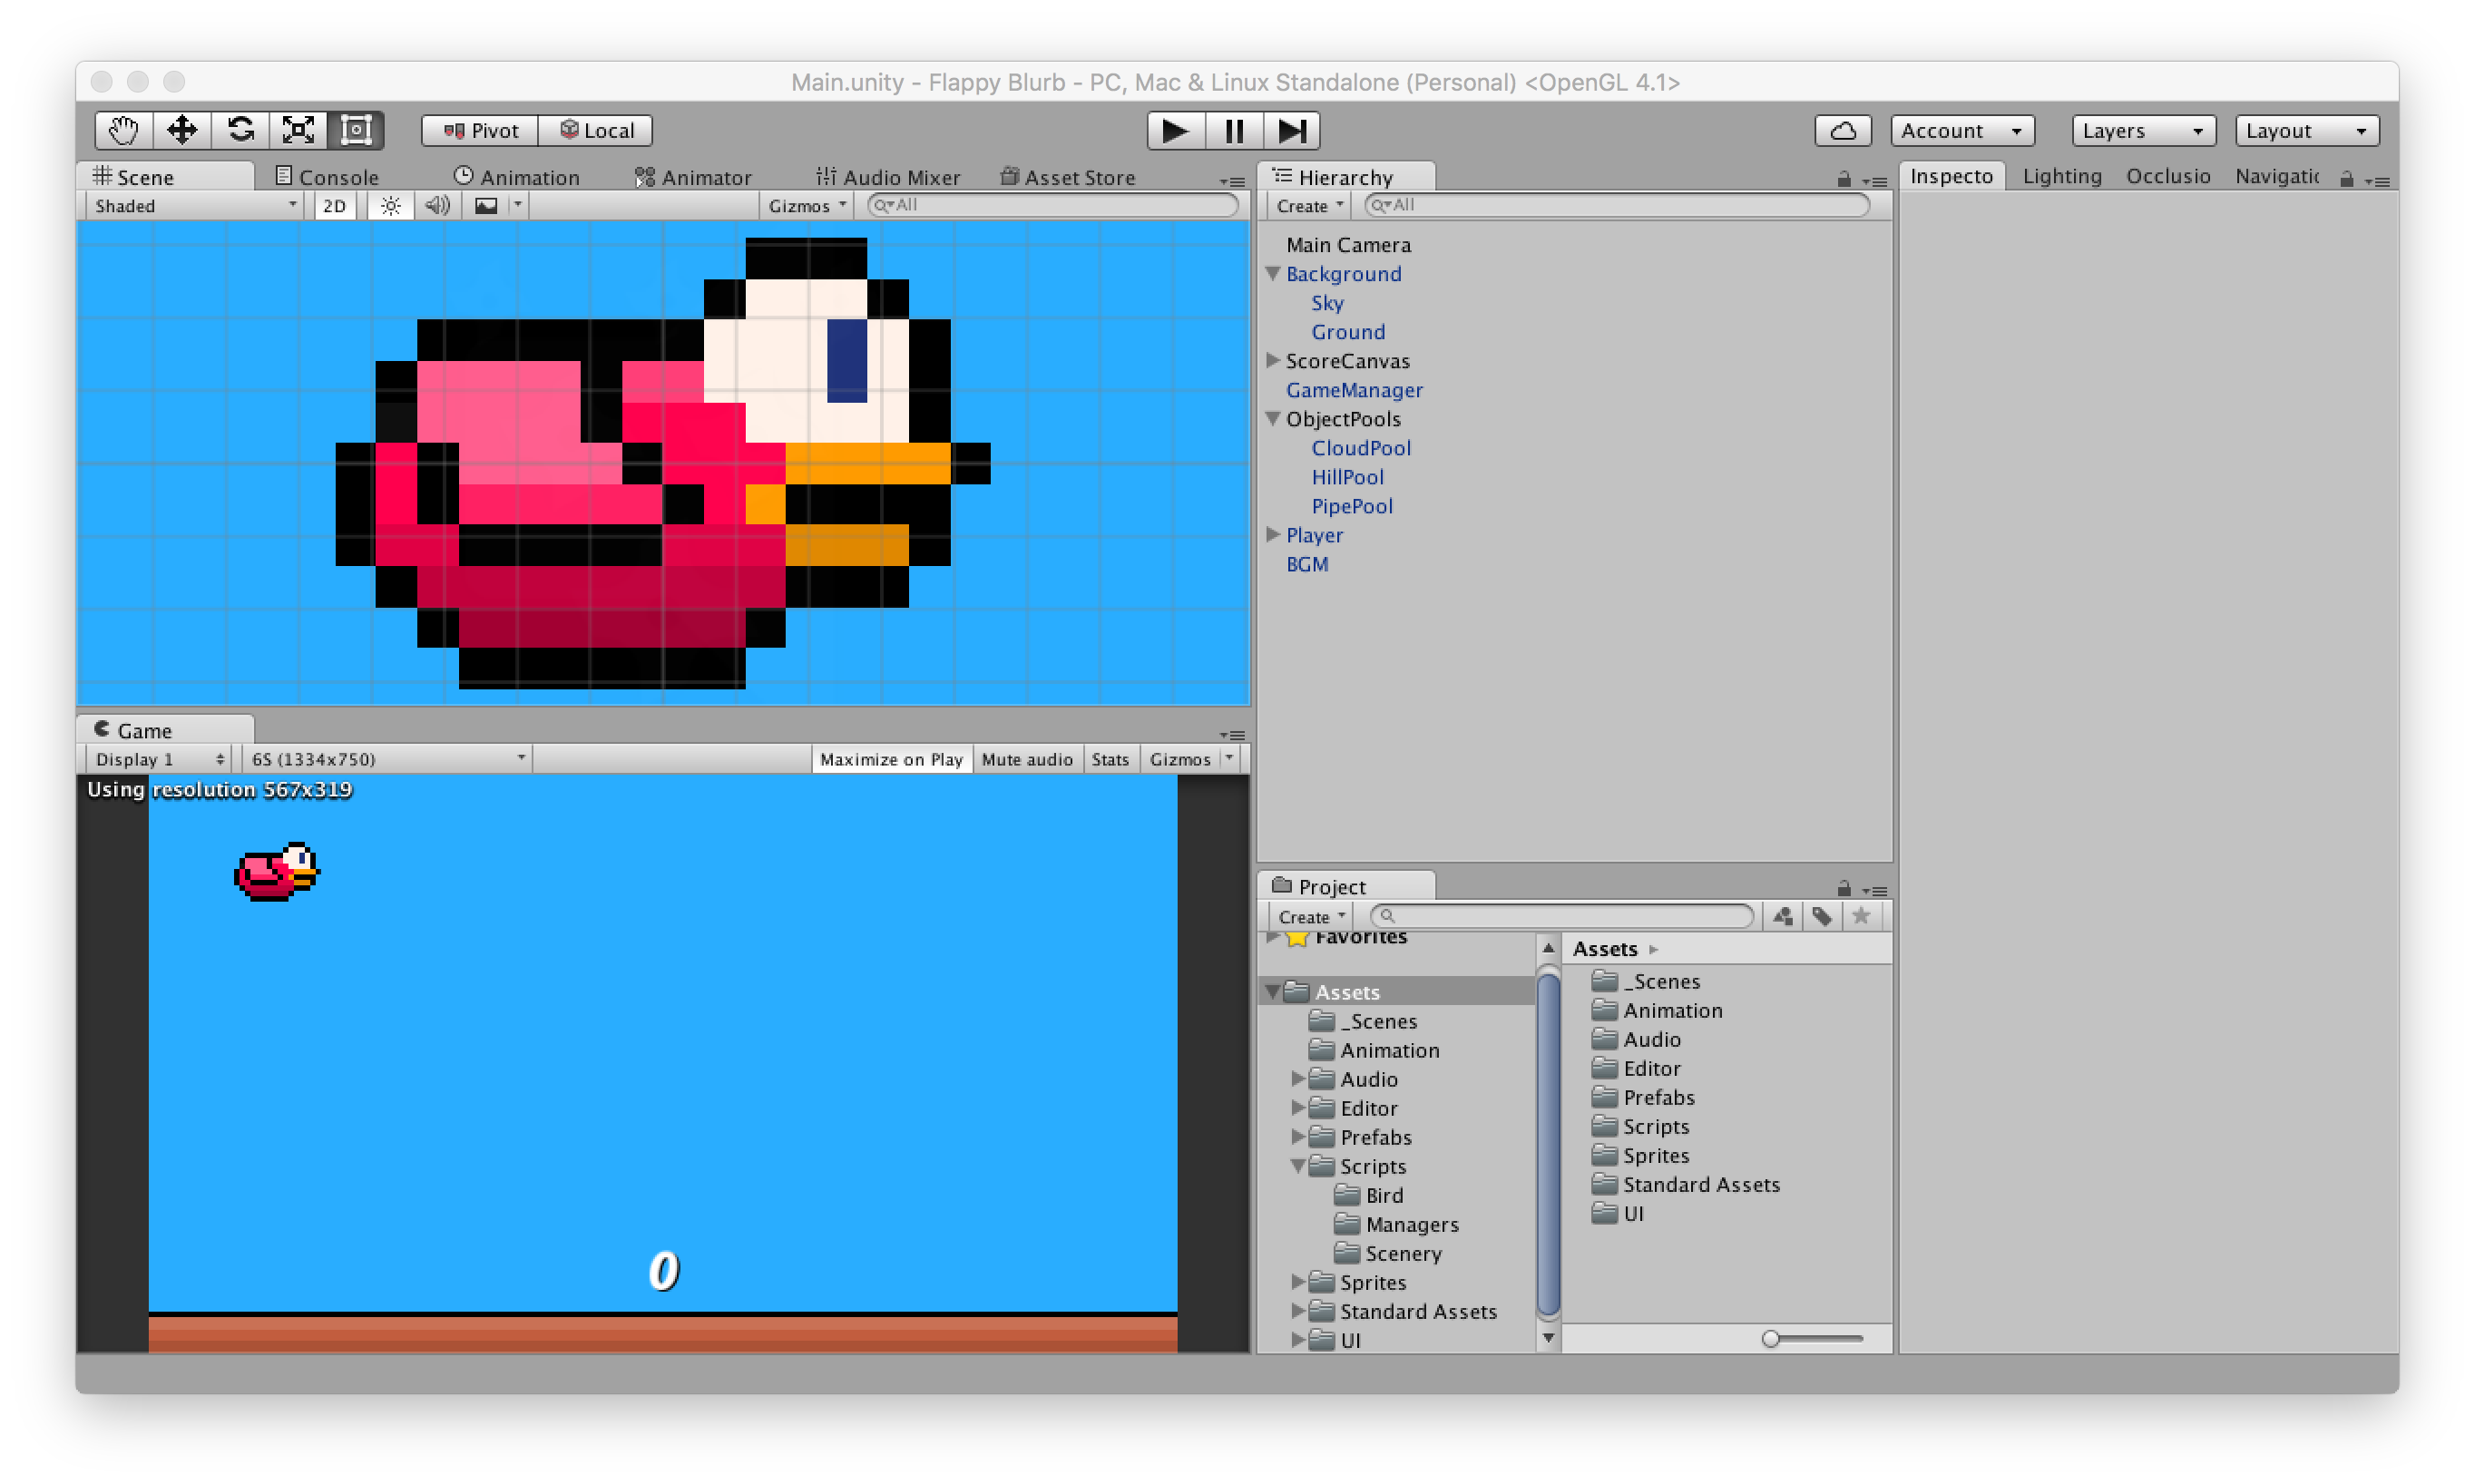 Main.unity - Flappy Blurb - PC, Mac & Linux Standalone (Personal) <OpenGL 4.1>
Pivot Local
Account Layers Layout
Scene Console Animation Animator Audio Mixer Asset Store
Shaded 2D Gizmos All
Game
Display 1 6S (1334x750) Maximize on Play Mute audio Stats Gizmos
Using resolution 567x319
0
Hierarchy
Create All
Main Camera
Background
Sky
Ground
ScoreCanvas
GameManager
ObjectPools
CloudPool
HillPool
PipePool
Player
BGM
Project
Create
Favorites
Assets
_Scenes
Animation
Audio
Editor
Prefabs
Scripts
Bird
Managers
Scenery
Sprites
Standard Assets
UI
Assets
_Scenes
Animation
Audio
Editor
Prefabs
Scripts
Sprites
Standard Assets
UI
Inspecto Lighting Occlusio Navigatic